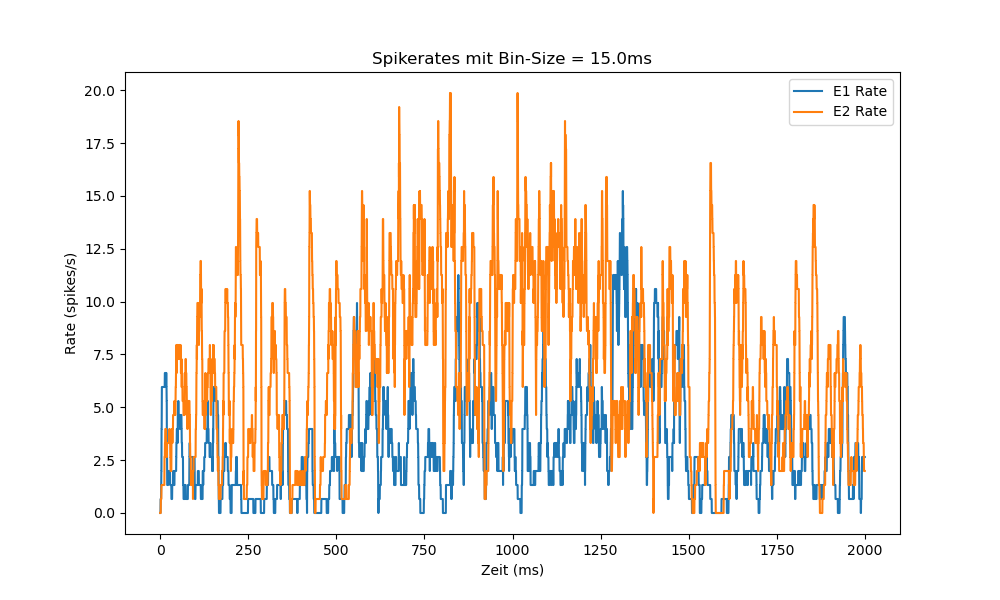 Spikerates mit Bin-Size = 15.0ms
E1 Rate
E2 Rate
20.0
17.5
15.0
12.5
10.0
7.5
5.0
2.5
0.0
Rate (spikes/s)
0 250 500 750 1000 1250 1500 1750 2000
Zeit (ms)